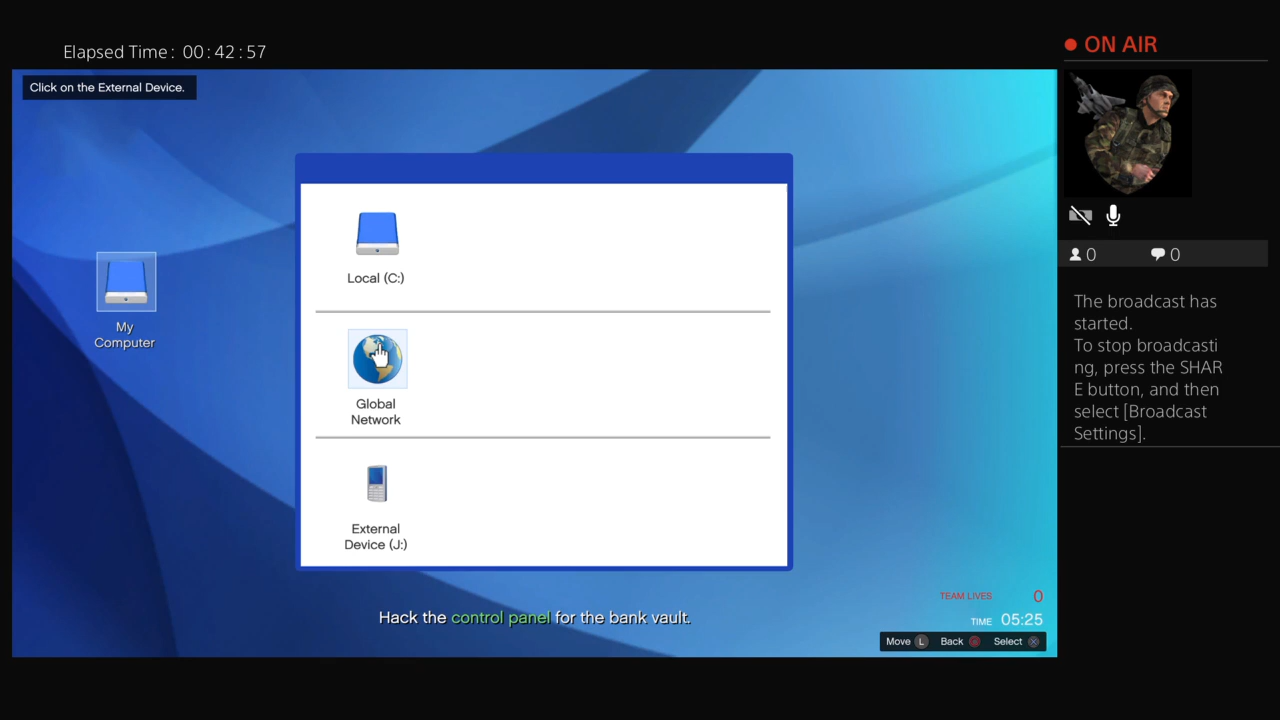 Elapsed Time: 00:42:57
ON AIR
Click on the External Device.
Local (C:)
My
Computer
Global
Network
External
Device (J:)
Hack the control panel for the bank vault.
TEAM LIVES 0
TIME 05:25
Move L Back Select
0 0
The broadcast has
started.
To stop broadcasti
ng, press the SHAR
E button, and then
select [Broadcast
Settings].